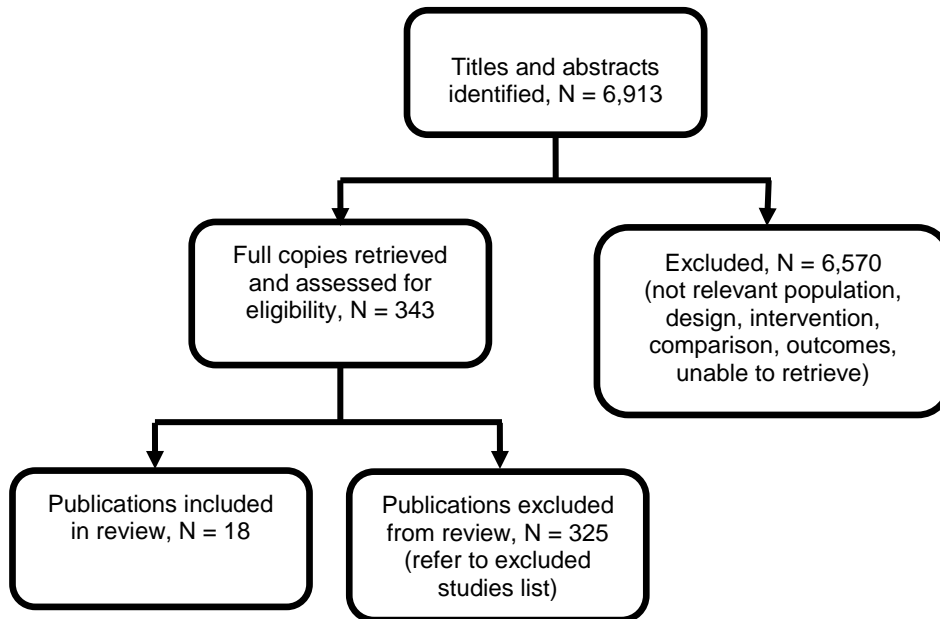 Titles and abstracts
identified, N = 6,913
Full copies retrieved
and assessed for
eligibility, N = 343
Excluded, N = 6,570
(not relevant population,
design, intervention,
comparison, outcomes,
unable to retrieve)
Publications included
in review, N = 18
Publications excluded
from review, N = 325
(refer to excluded
studies list)